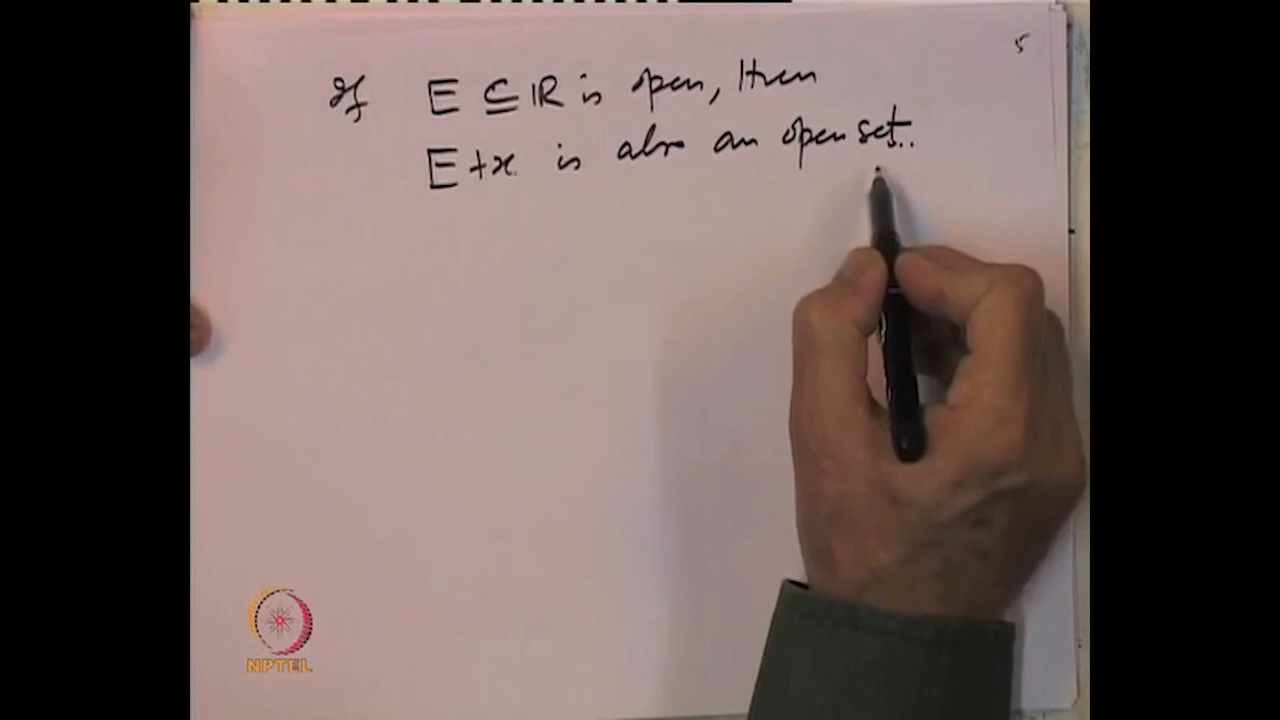 5
If E ⊆ ℝ is open, then
E+x is also an open set..
NPTEL